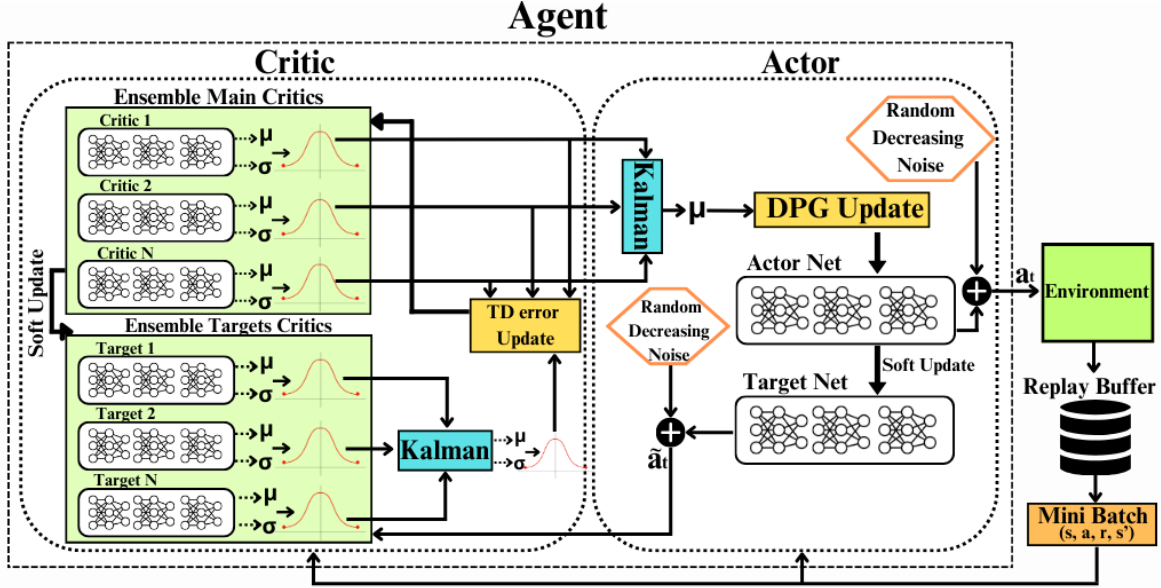 Agent
Critic
Actor
Ensemble Main Critics
Critic 1
μ
σ
Critic 2
μ
σ
Critic N
μ
σ
Soft Update
Ensemble Targets Critics
Target 1
μ
σ
Target 2
μ
σ
Target N
μ
σ
Kalman
μ
σ
TD error
Update
Kalman
μ
DPG Update
Random
Decreasing
Noise
Actor Net
Random
Decreasing
Noise
Soft Update
Target Net
ãt
at
Environment
Replay Buffer
Mini Batch
(s, a, r, s')